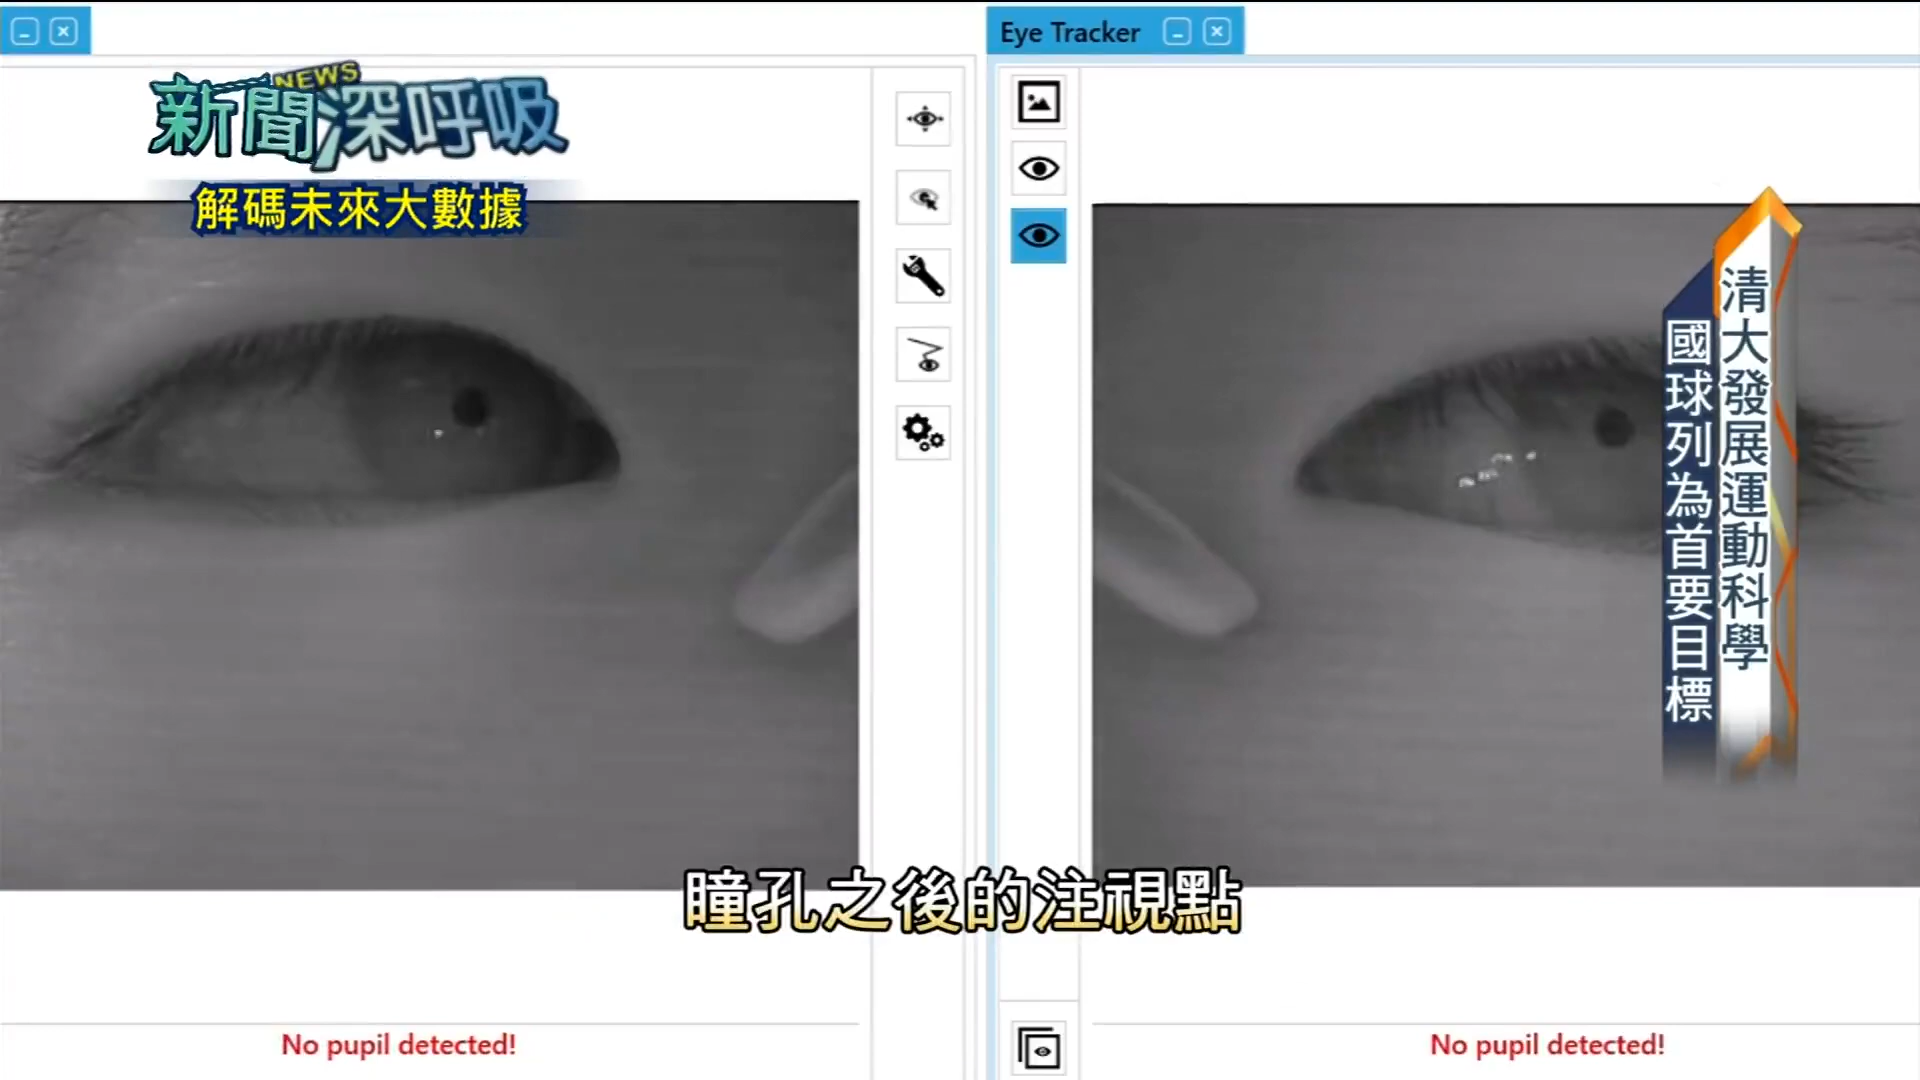 Eye Tracker
NEWS
新聞深呼吸
解碼未來大數據
清大發展運動科學
國球列為首要目標
瞳孔之後的注視點
No pupil detected!
No pupil detected!